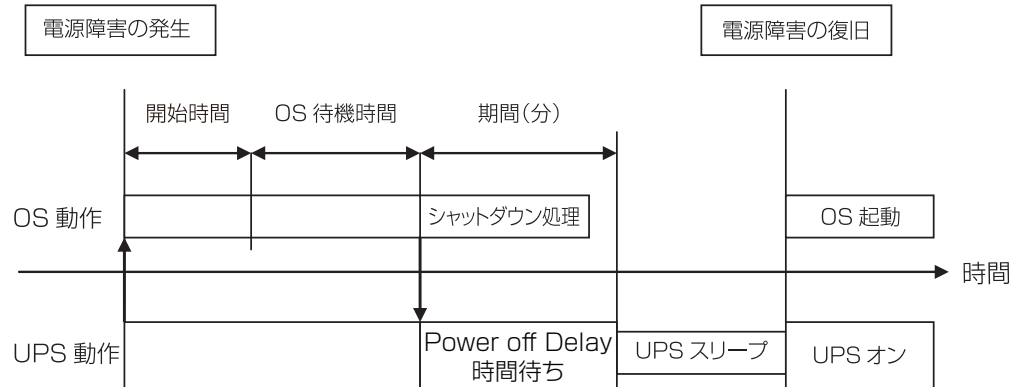 電源障害の発生
電源障害の復旧
開始時間
OS 待機時間
期間（分）
OS 動作
シャットダウン処理
OS 起動
時間
UPS 動作
Power off Delay
時間待ち
UPS スリープ
UPS オン